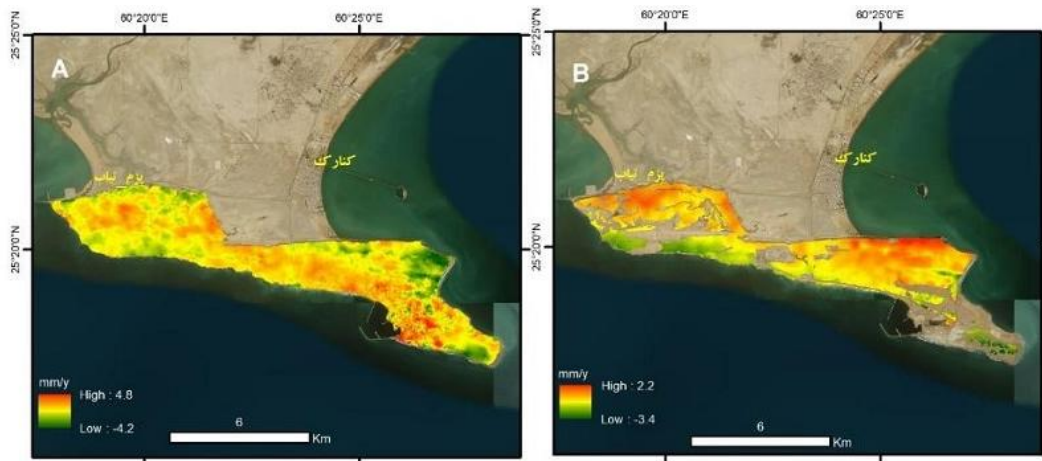 60°20'0"E
60°25'0"E
25°25'0"N
25°20'0"N
A
کنارک
پزم تیاب
mm/y
High : 4.8
Low : -4.2
6
Km
60°20'0"E
60°25'0"E
25°25'0"N
25°20'0"N
B
کنارک
پزم تیاب
mm/y
High : 2.2
Low : -3.4
6
Km